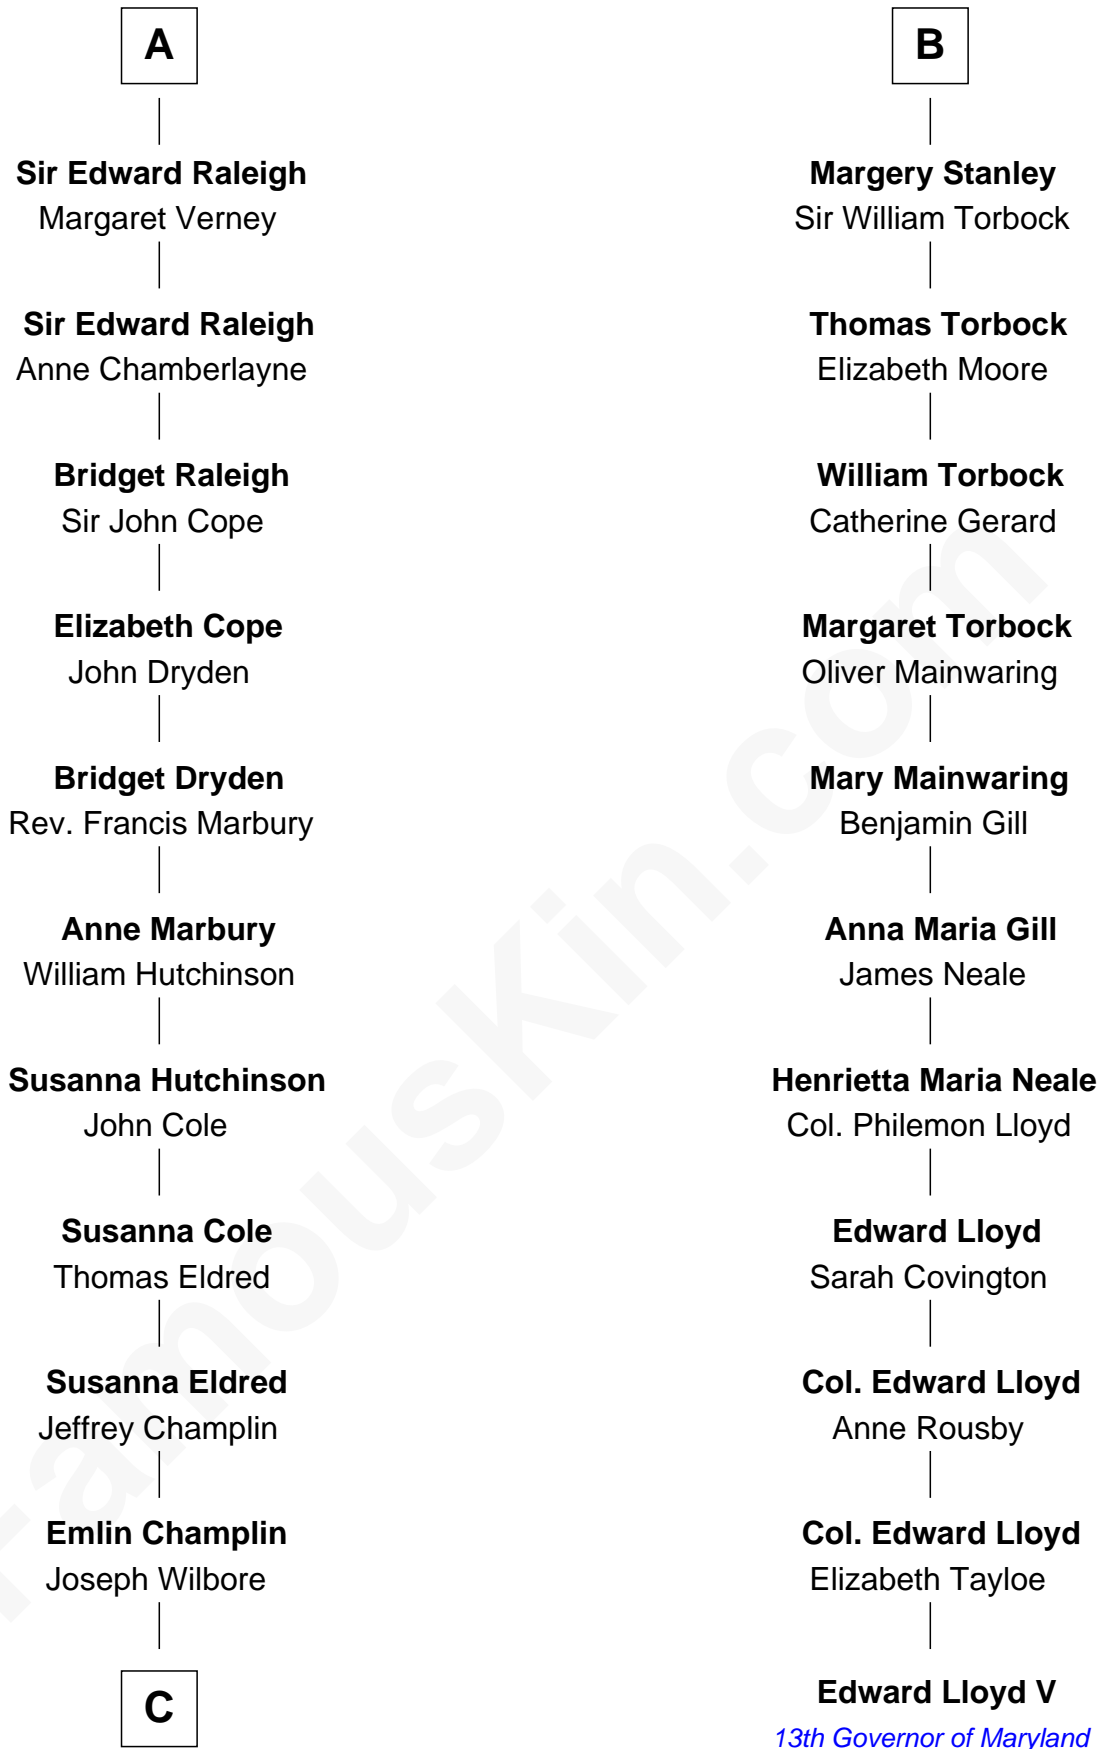 A
Sir Edward Raleigh
Margaret Verney
Sir Edward Raleigh
Anne Chamberlayne
Bridget Raleigh
Sir John Cope
Elizabeth Cope
John Dryden
Bridget Dryden
Rev. Francis Marbury
Anne Marbury
William Hutchinson
Susanna Hutchinson
John Cole
Susanna Cole
Thomas Eldred
Susanna Eldred
Jeffrey Champlin
Emlin Champlin
Joseph Wilbore
C
B
Margery Stanley
Sir William Torbock
Thomas Torbock
Elizabeth Moore
William Torbock
Catherine Gerard
Margaret Torbock
Oliver Mainwaring
Mary Mainwaring
Benjamin Gill
Anna Maria Gill
James Neale
Henrietta Maria Neale
Col. Philemon Lloyd
Edward Lloyd
Sarah Covington
Col. Edward Lloyd
Anne Rousby
Col. Edward Lloyd
Elizabeth Tayloe
Edward Lloyd V
13th Governor of Maryland
FamousKin.com